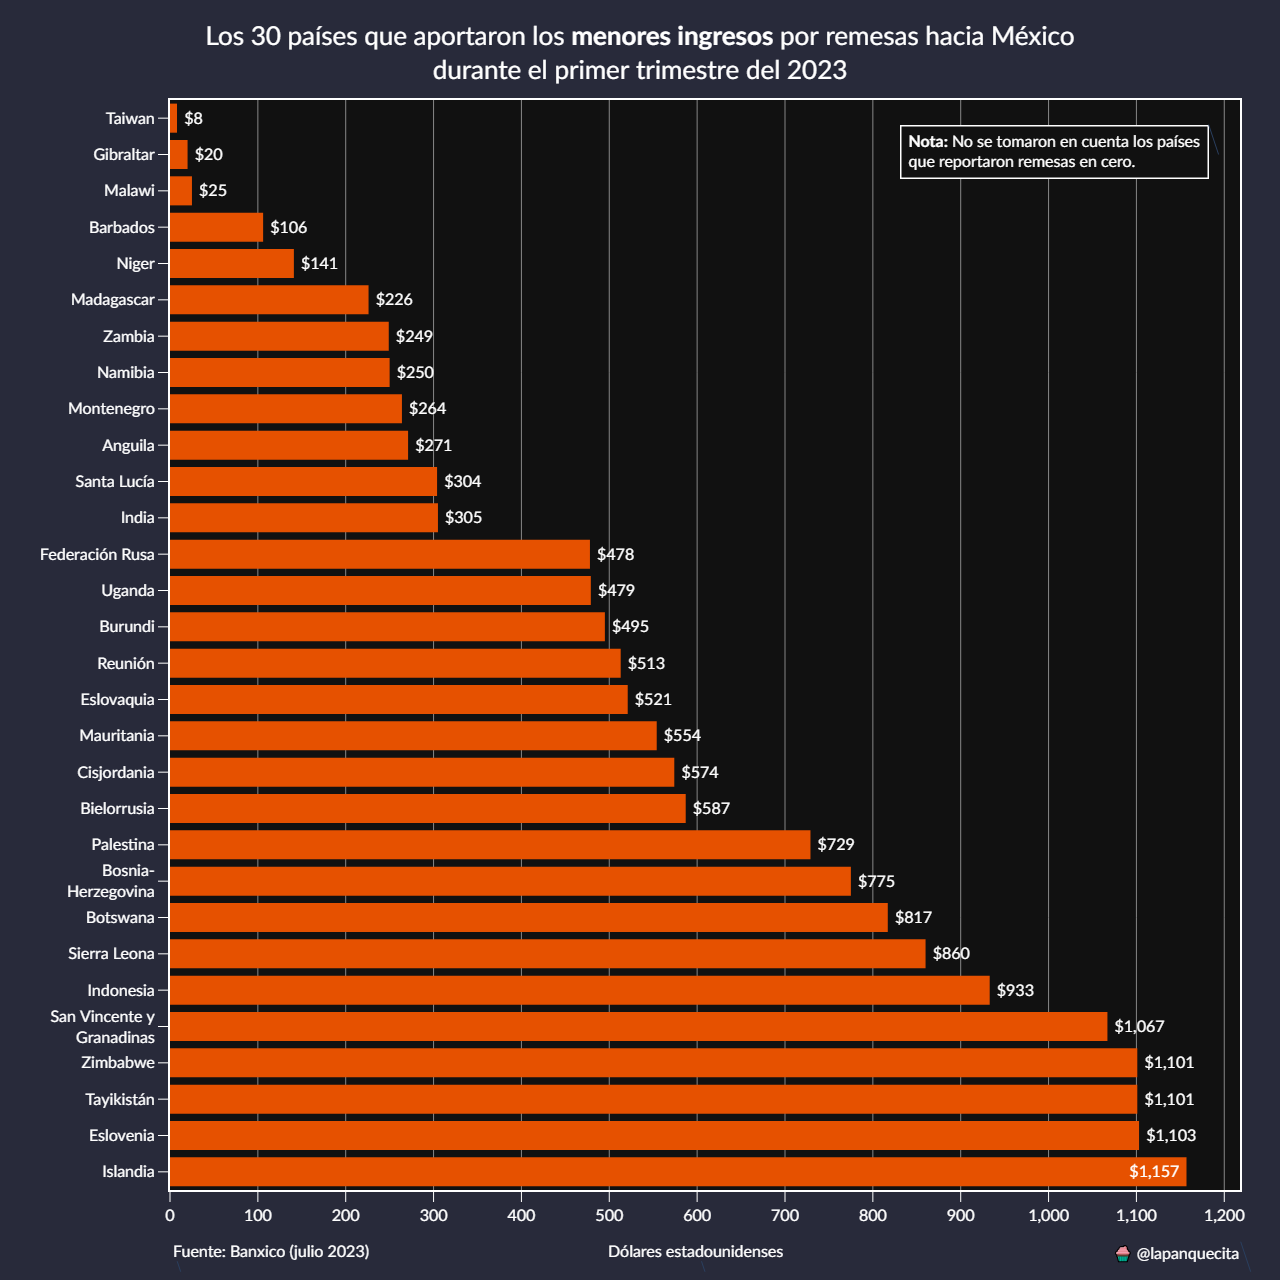 Los 30 países que aportaron los menores ingresos por remesas hacia México
durante el primer trimestre del 2023
Nota: No se tomaron en cuenta los países
que reportaron remesas en cero.
Taiwan $8
Gibraltar $20
Malawi $25
Barbados $106
Niger $141
Madagascar $226
Zambia $249
Namibia $250
Montenegro $264
Anguila $271
Santa Lucía $304
India $305
Federación Rusa $478
Uganda $479
Burundi $495
Reunión $513
Eslovaquia $521
Mauritania $554
Cisjordania $574
Bielorrusia $587
Palestina $729
Bosnia-
Herzegovina $775
Botswana $817
Sierra Leona $860
Indonesia $933
San Vincente y
Granadinas $1,067
Zimbabwe $1,101
Tayikistán $1,101
Eslovenia $1,103
Islandia $1,157
0 100 200 300 400 500 600 700 800 900 1,000 1,100 1,200
Fuente: Banxico (julio 2023) Dólares estadounidenses @lapanquecita